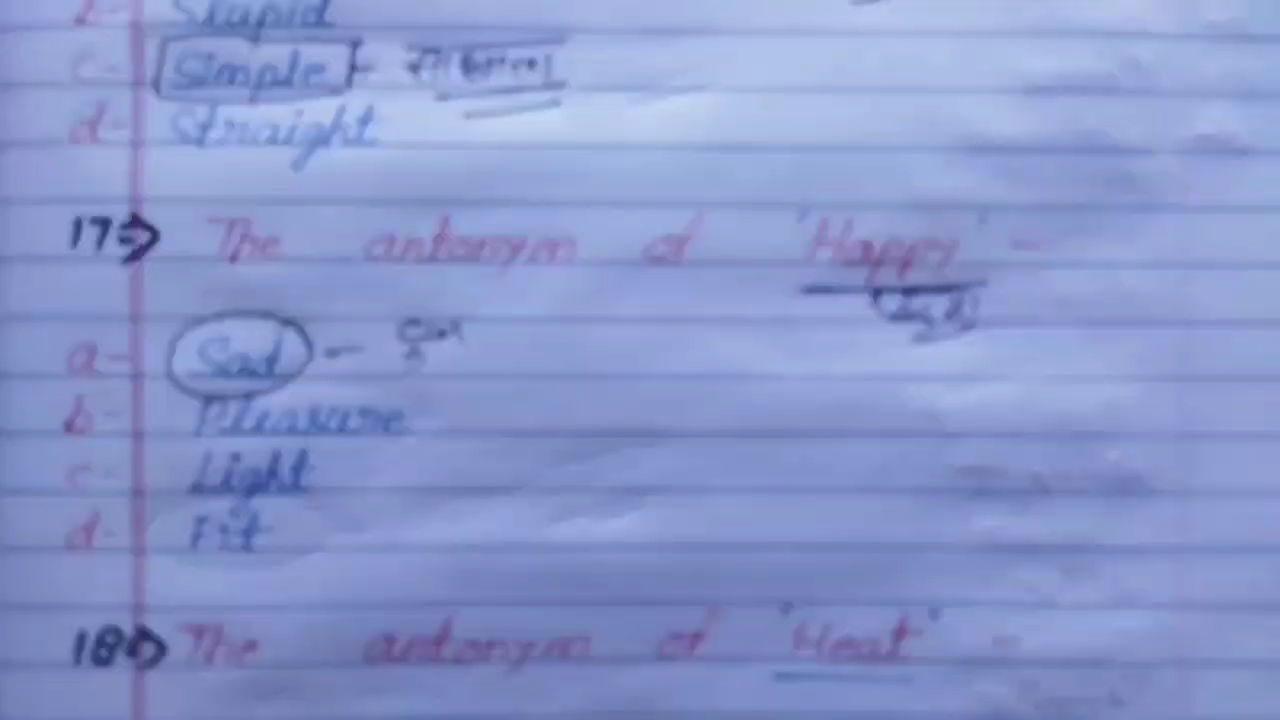 b- Stupid
c- Simple -
d- Straight
17⇒ The antonym of 'Happy' -
a- Sad -
b- Pleasure
c- Light
d- Fit
18⇒ The antonym of 'Heat' -